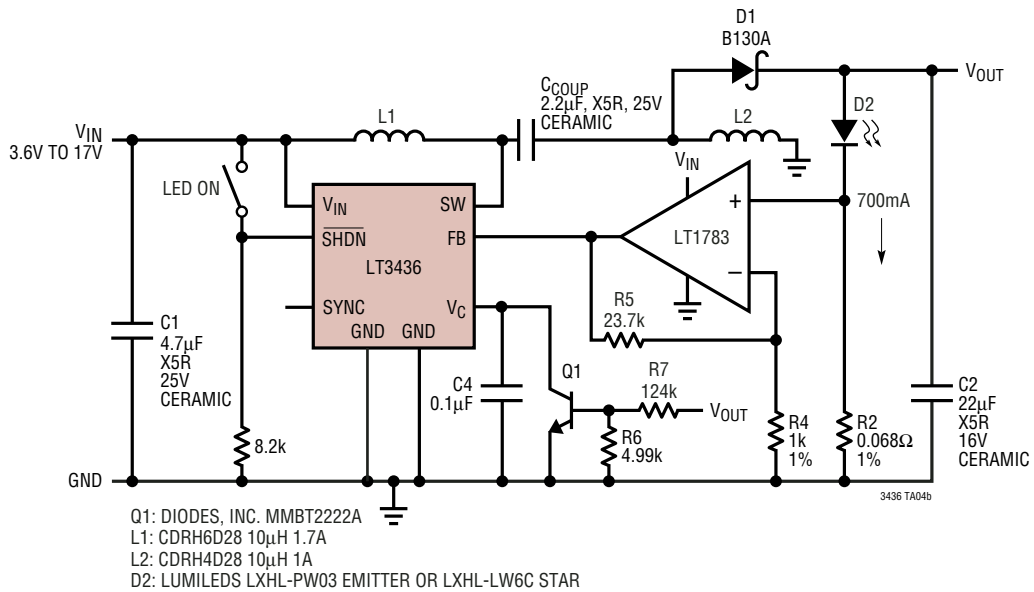 D1
B130A
VOUT
CCOUP
2.2µF, X5R, 25V
CERAMIC
L1
L2
D2
VIN
3.6V TO 17V
VIN
LED ON
700mA
VIN
SW
+
LT1783
SHDN
FB
LT3436
–
SYNC
VC
R5
23.7k
GND
GND
C1
4.7µF
X5R
25V
CERAMIC
Q1
R7
124k
C4
0.1µF
VOUT
C2
22µF
X5R
16V
CERAMIC
8.2k
R6
4.99k
R4
1k
1%
R2
0.068Ω
1%
GND
3436 TA04b
Q1: DIODES, INC. MMBT2222A
L1: CDRH6D28 10µH 1.7A
L2: CDRH4D28 10µH 1A
D2: LUMILEDS LXHL-PW03 EMITTER OR LXHL-LW6C STAR